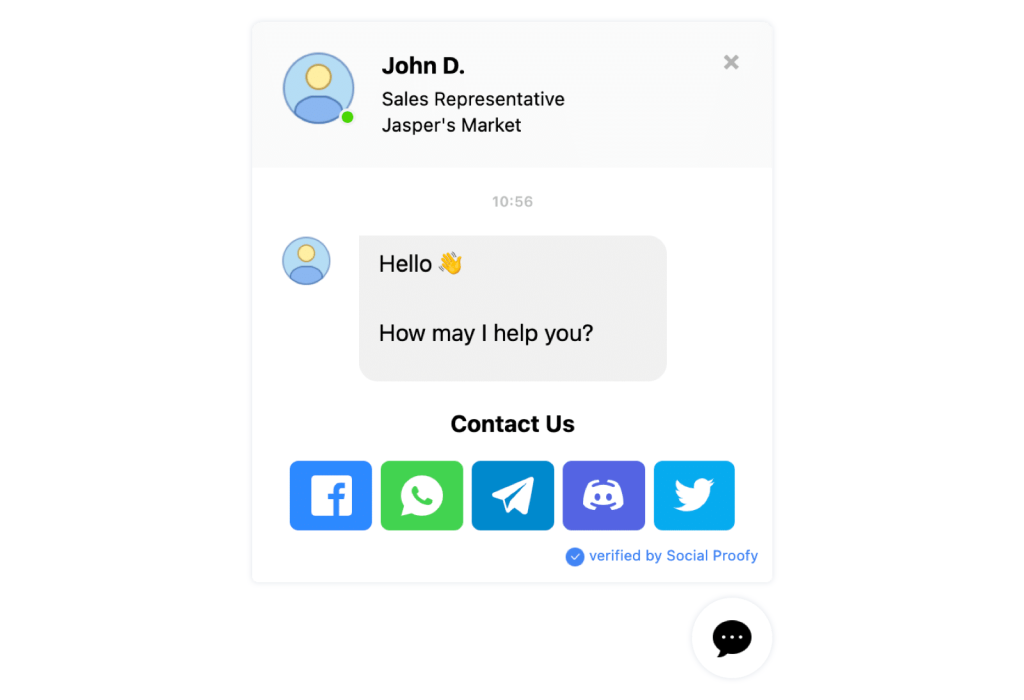 John D.
Sales Representative
Jasper's Market
10:56
Hello 👋
How may I help you?
Contact Us
verified by Social Proofy